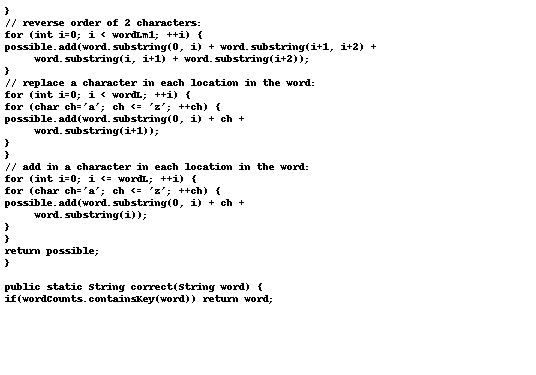 }
// reverse order of 2 characters:
for (int i=0; i < wordLm1; ++i) {
possible.add(word.substring(0, i) + word.substring(i+1, i+2) +
word.substring(i, i+1) + word.substring(i+2));
}
// replace a character in each location in the word:
for (int i=0; i < wordL; ++i) {
for (char ch='a'; ch <= 'z'; ++ch) {
possible.add(word.substring(0, i) + ch +
word.substring(i+1));
}
}
// add in a character in each location in the word:
for (int i=0; i <= wordL; ++i) {
for (char ch='a'; ch <= 'z'; ++ch) {
possible.add(word.substring(0, i) + ch +
word.substring(i));
}
}
return possible;
}
public static String correct(String word) {
if(wordCounts.containsKey(word)) return word;